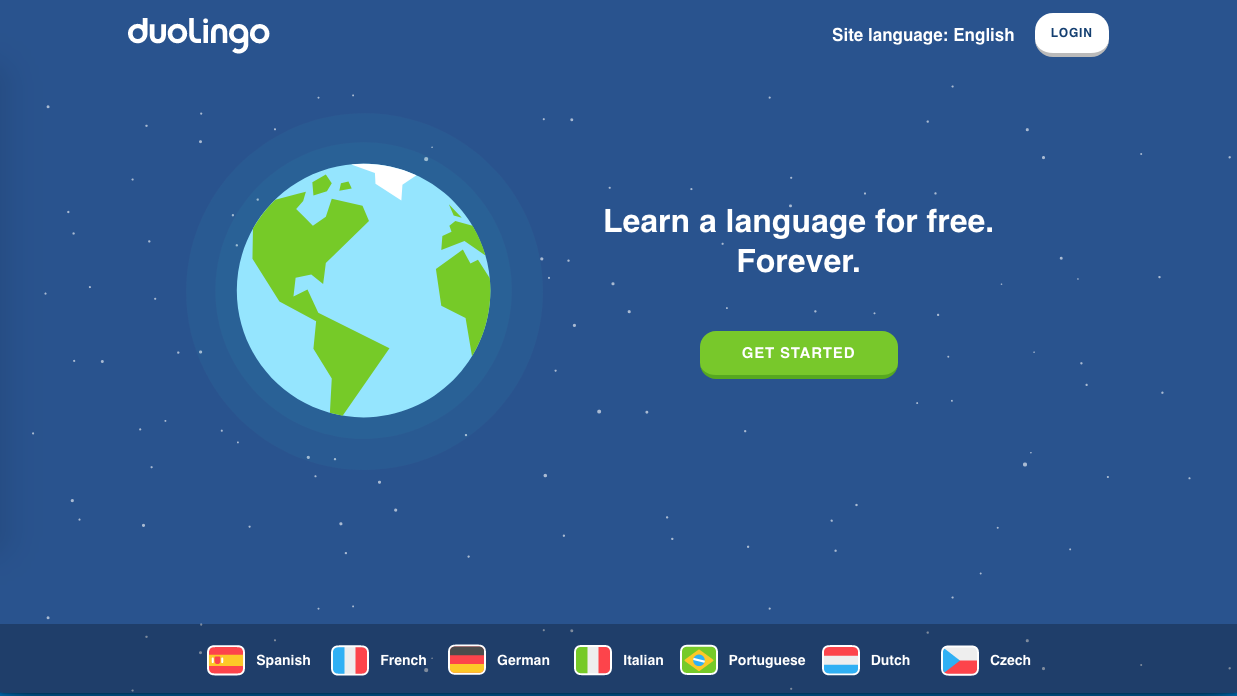 duolingo
Site language: English
LOGIN
Learn a language for free.
Forever.
GET STARTED
Spanish
French
German
Italian
Portuguese
Dutch
Czech